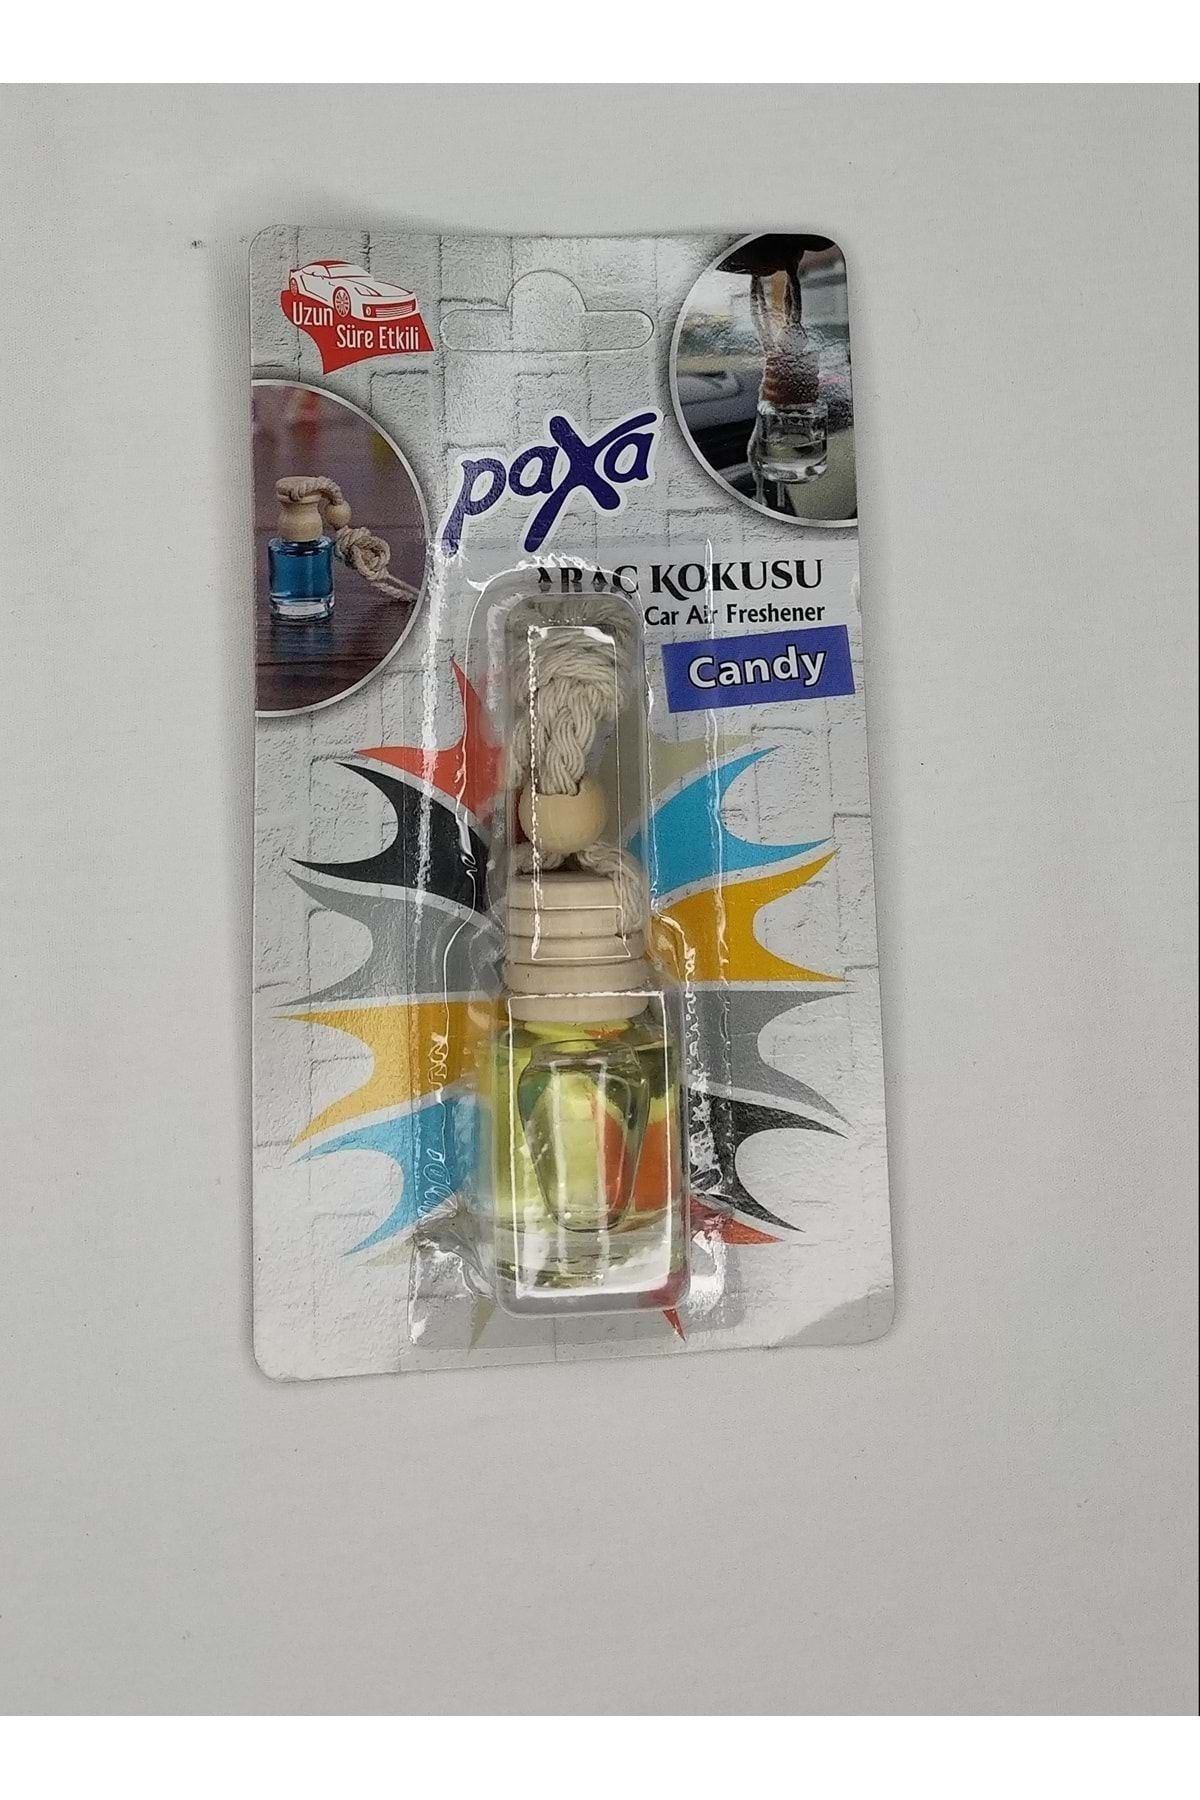 Uzun
Süre Etkili
paxa
ARAÇ KOKUSU
Car Air Freshener
Candy